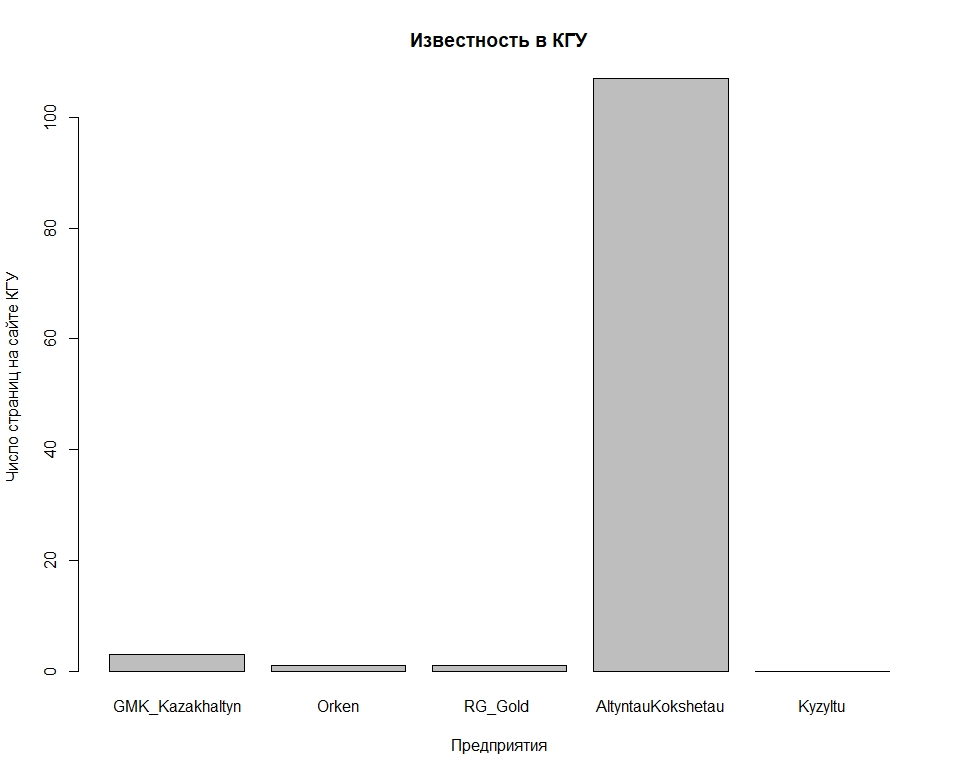 Известность в КГУ
Число страниц на сайте КГУ
100
80
60
40
20
0
GMK_Kazakhaltyn Orken RG_Gold AltyntauKokshetau Kyzyltu
Предприятия